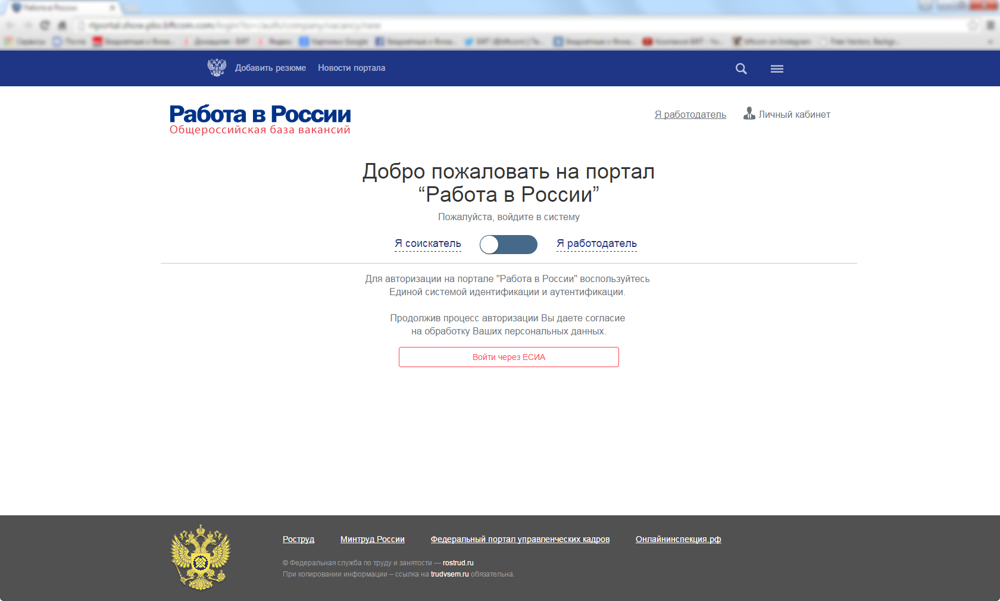 Работа в России
Добавить резюме
Новости портала
Работа в России
Общероссийская база вакансий
Я работодатель
Личный кабинет
Добро пожаловать на портал
“Работа в России”
Пожалуйста, войдите в систему
Я соискатель
Я работодатель
Для авторизации на портале "Работа в России" воспользуйтесь
Единой системой идентификации и аутентификации.
Продолжив процесс авторизации Вы даете согласие
на обработку Ваших персональных данных.
Войти через ЕСИА
Роструд
Минтруд России
Федеральный портал управленческих кадров
Онлайнинспекция.рф
© Федеральная служба по труду и занятости — rostrud.ru
При копировании информации – ссылка на trudvsem.ru обязательна.